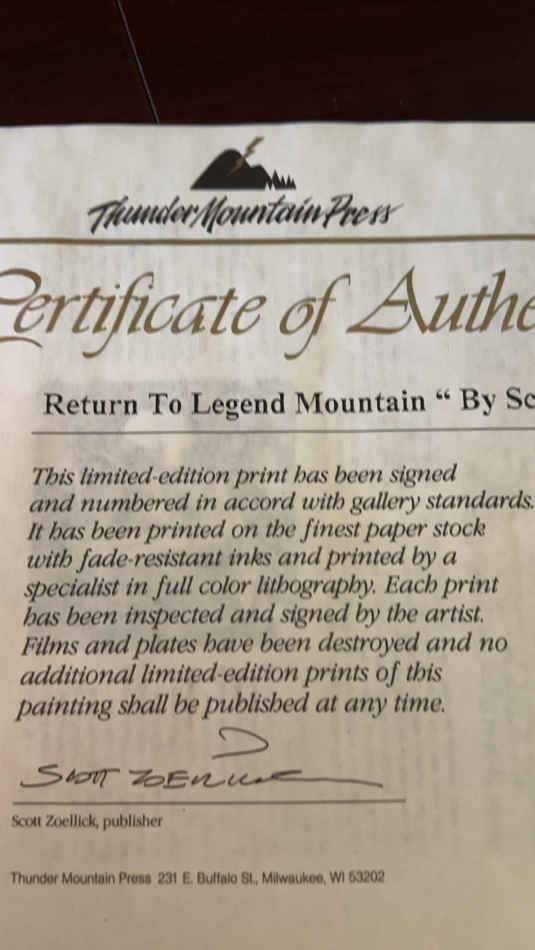 Thunder Mountain Press
Certificate of Authe
Return To Legend Mountain “ By Sc
This limited-edition print has been signed
and numbered in accord with gallery standards.
It has been printed on the finest paper stock
with fade-resistant inks and printed by a
specialist in full color lithography. Each print
has been inspected and signed by the artist.
Films and plates have been destroyed and no
additional limited-edition prints of this
painting shall be published at any time.
Scott Zoellick
Scott Zoellick, publisher
Thunder Mountain Press 231 E. Buffalo St., Milwaukee, WI 53202